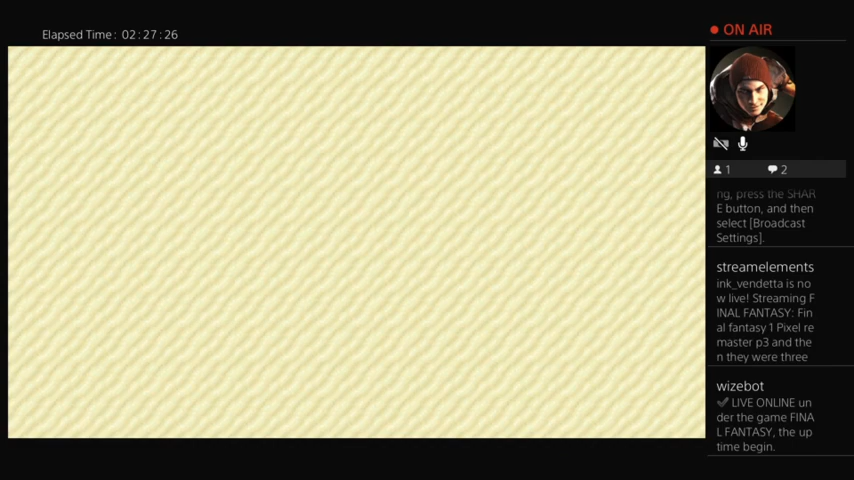 Elapsed Time: 02:27:26
ON AIR
1
2
ng, press the SHAR
E button, and then
select [Broadcast
Settings].
streamelements
ink_vendetta is no
w live! Streaming F
INAL FANTASY: Fin
al fantasy 1 Pixel re
master p3 and the
n they were three
wizebot
✔ LIVE ONLINE un
der the game FINA
L FANTASY, the up
time begin.